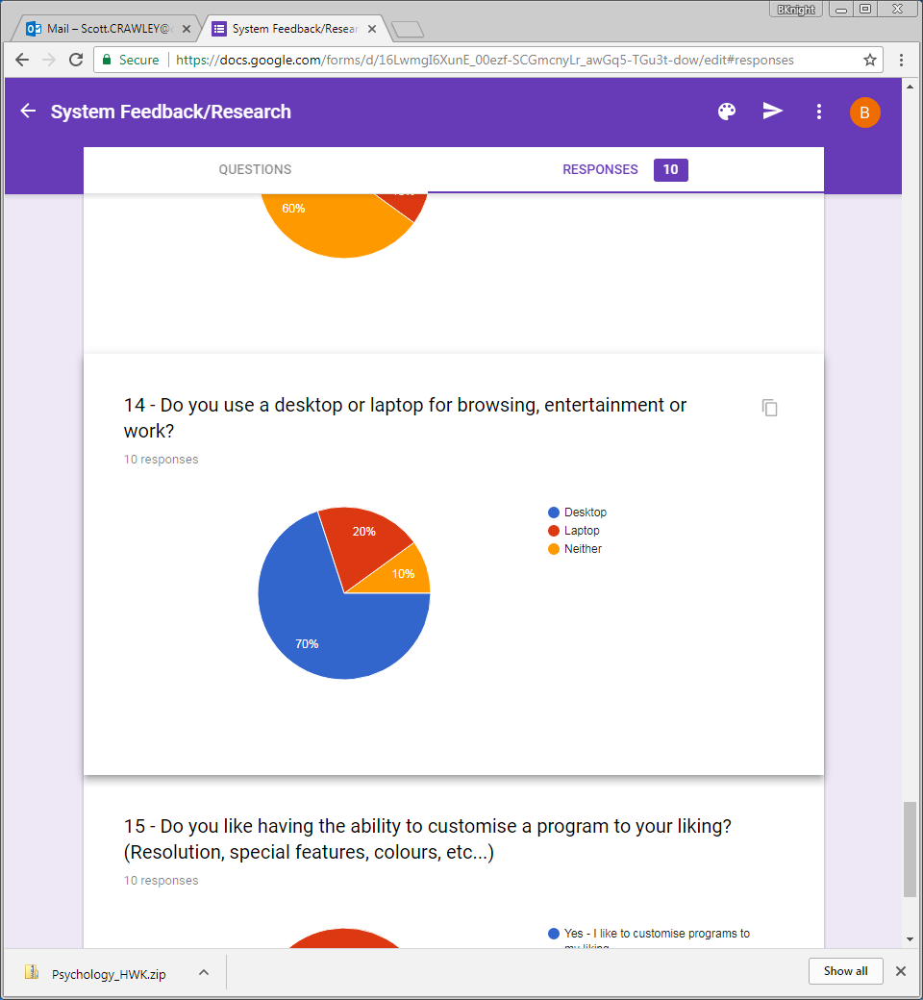 BKnight
Mail – Scott.CRAWLEY@
System Feedback/Resear
Secure
https://docs.google.com/forms/d/16LwmgI6XunE_00ezf-SCGmcnyLr_awGq5-TGu3t-dow/edit#responses
System Feedback/Research
B
QUESTIONS
RESPONSES 10
60%
14 - Do you use a desktop or laptop for browsing, entertainment or
work?
10 responses
20%
10%
70%
Desktop
Laptop
Neither
15 - Do you like having the ability to customise a program to your liking?
(Resolution, special features, colours, etc...)
10 responses
Yes - I like to customise programs to
my liking
Psychology_HWK.zip
Show all